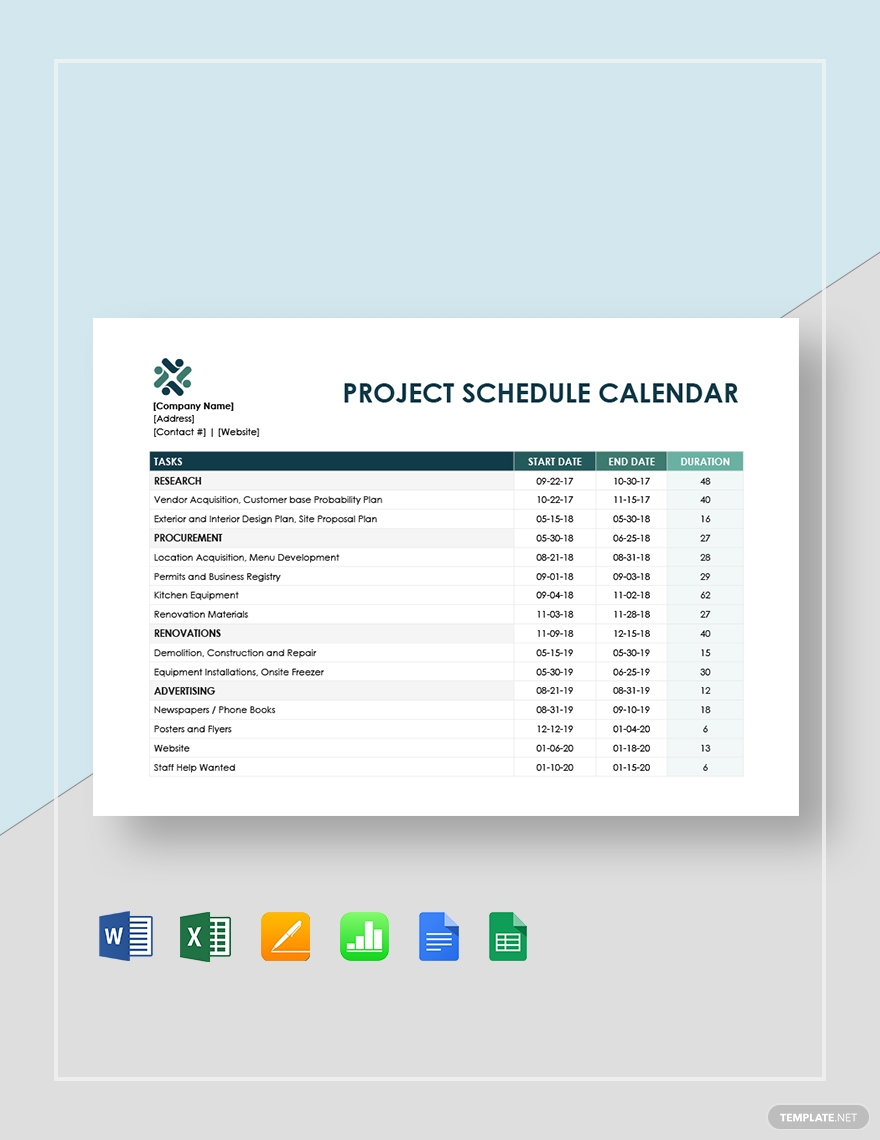 [Company Name]
[Address]
[Contact #] | [Website]
PROJECT SCHEDULE CALENDAR
TASKS START DATE END DATE DURATION
RESEARCH 09-22-17 10-30-17 48
Vendor Acquisition, Customer base Probability Plan 10-22-17 11-15-17 40
Exterior and Interior Design Plan, Site Proposal Plan 05-15-18 05-30-18 16
PROCUREMENT 05-30-18 06-25-18 27
Location Acquisition, Menu Development 08-21-18 08-31-18 28
Permits and Business Registry 09-01-18 09-03-18 29
Kitchen Equipment 09-04-18 11-02-18 62
Renovation Materials 11-03-18 11-28-18 27
RENOVATIONS 11-09-18 12-15-18 40
Demolition, Construction and Repair 05-15-19 05-30-19 15
Equipment Installations, Onsite Freezer 05-30-19 06-25-19 30
ADVERTISING 08-21-19 08-31-19 12
Newspapers / Phone Books 08-31-19 09-10-19 18
Posters and Flyers 12-12-19 01-04-20 6
Website 01-06-20 01-18-20 13
Staff Help Wanted 01-10-20 01-15-20 6
W X
TEMPLATE.NET